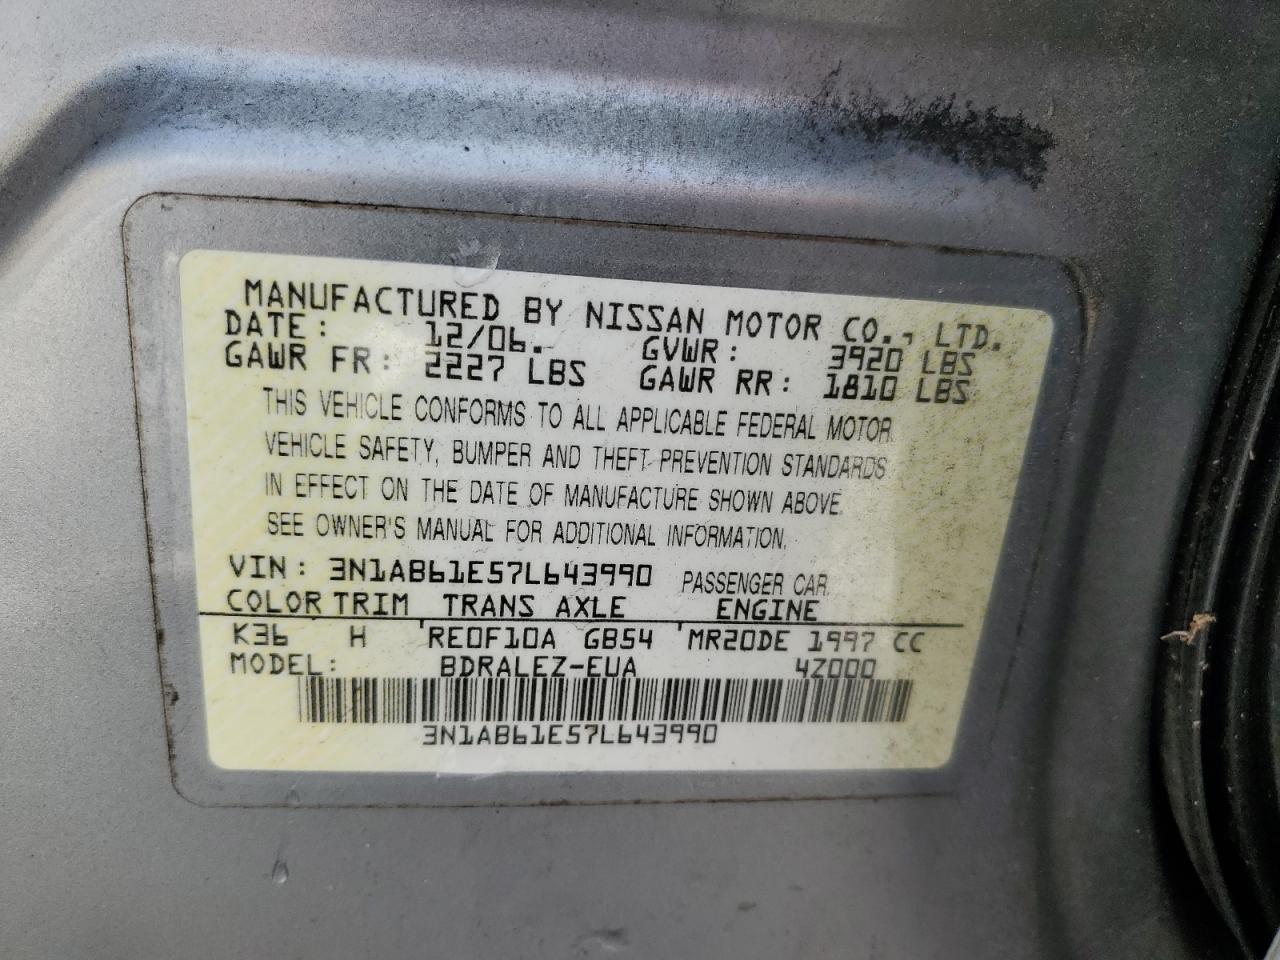 MANUFACTURED BY NISSAN MOTOR CO., LTD.
DATE: 12/06. GVWR: 3920 LBS
GAWR FR: 2227 LBS GAWR RR: 1810 LBS
THIS VEHICLE CONFORMS TO ALL APPLICABLE FEDERAL MOTOR
VEHICLE SAFETY, BUMPER AND THEFT PREVENTION STANDARDS
IN EFFECT ON THE DATE OF MANUFACTURE SHOWN ABOVE.
SEE OWNER'S MANUAL FOR ADDITIONAL INFORMATION.
VIN: 3N1AB61E57L643990 PASSENGER CAR
COLOR TRIM TRANS AXLE ENGINE
K36 H RE0F10A GB54 MR20DE 1997 CC
MODEL: BDRALEZ-EUA 4Z000
3N1AB61E57L643990